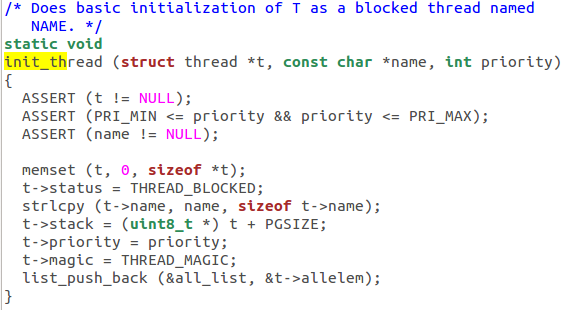 /* Does basic initialization of T as a blocked thread named
   NAME. */
static void
init_thread (struct thread *t, const char *name, int priority)
{
  ASSERT (t != NULL);
  ASSERT (PRI_MIN <= priority && priority <= PRI_MAX);
  ASSERT (name != NULL);

  memset (t, 0, sizeof *t);
  t->status = THREAD_BLOCKED;
  strlcpy (t->name, name, sizeof t->name);
  t->stack = (uint8_t *) t + PGSIZE;
  t->priority = priority;
  t->magic = THREAD_MAGIC;
  list_push_back (&all_list, &t->allelem);
}